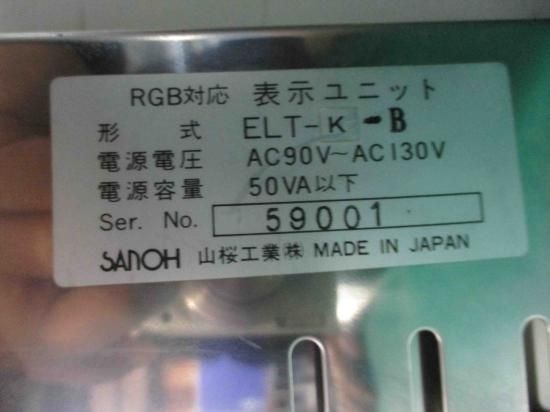 RGB対応 表示ユニット
形式 ELT-K-B
電源電圧 AC90V~AC130V
電源容量 50VA以下
Ser. No. 59001
SANOH 山桜工業㈱ MADE IN JAPAN